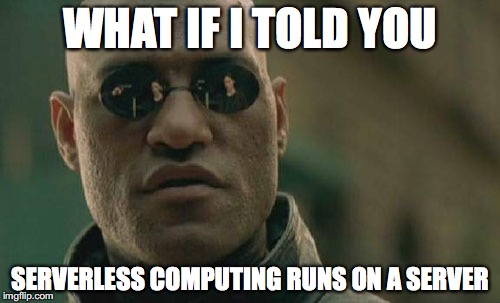 WHAT IF I TOLD YOU
SERVERLESS COMPUTING RUNS ON A SERVER
imgflip.com